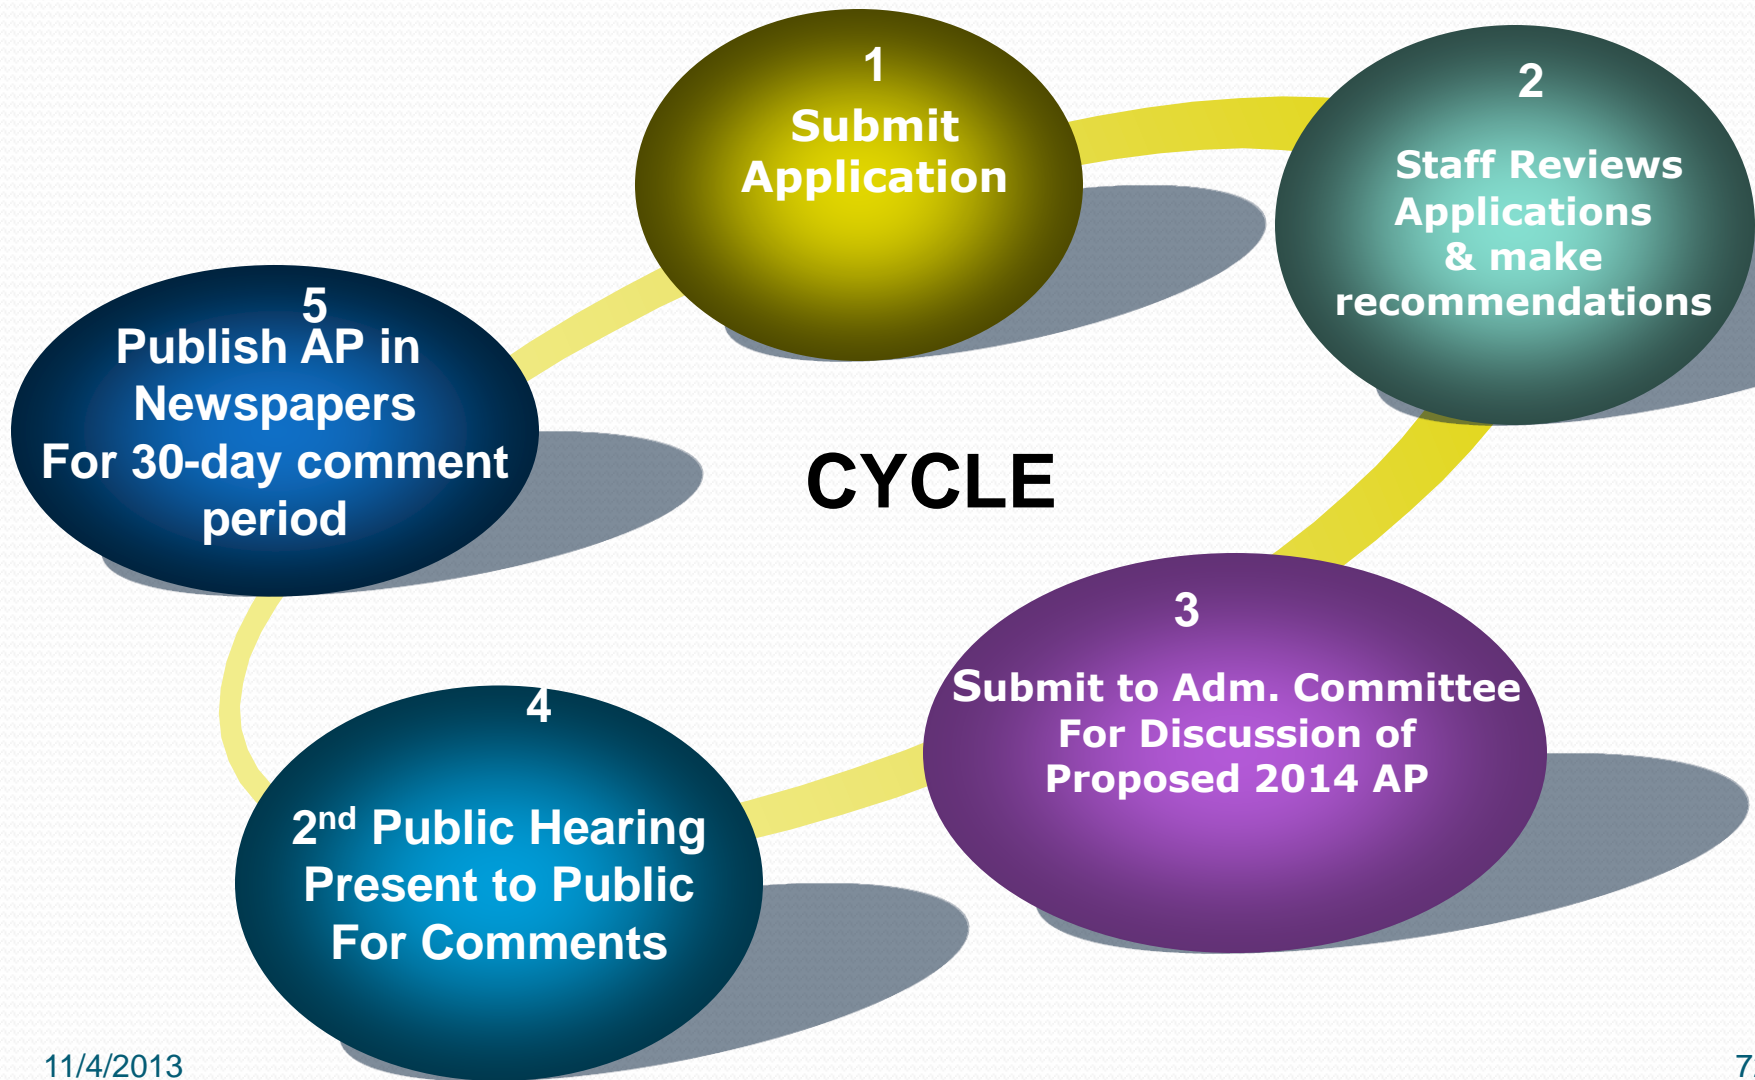 1
Submit
Application
2
Staff Reviews
Applications
& make
recommendations
3
Submit to Adm. Committee
For Discussion of
Proposed 2014 AP
4
2nd Public Hearing
Present to Public
For Comments
5
Publish AP in
Newspapers
For 30-day comment
period
CYCLE
11/4/2013
7